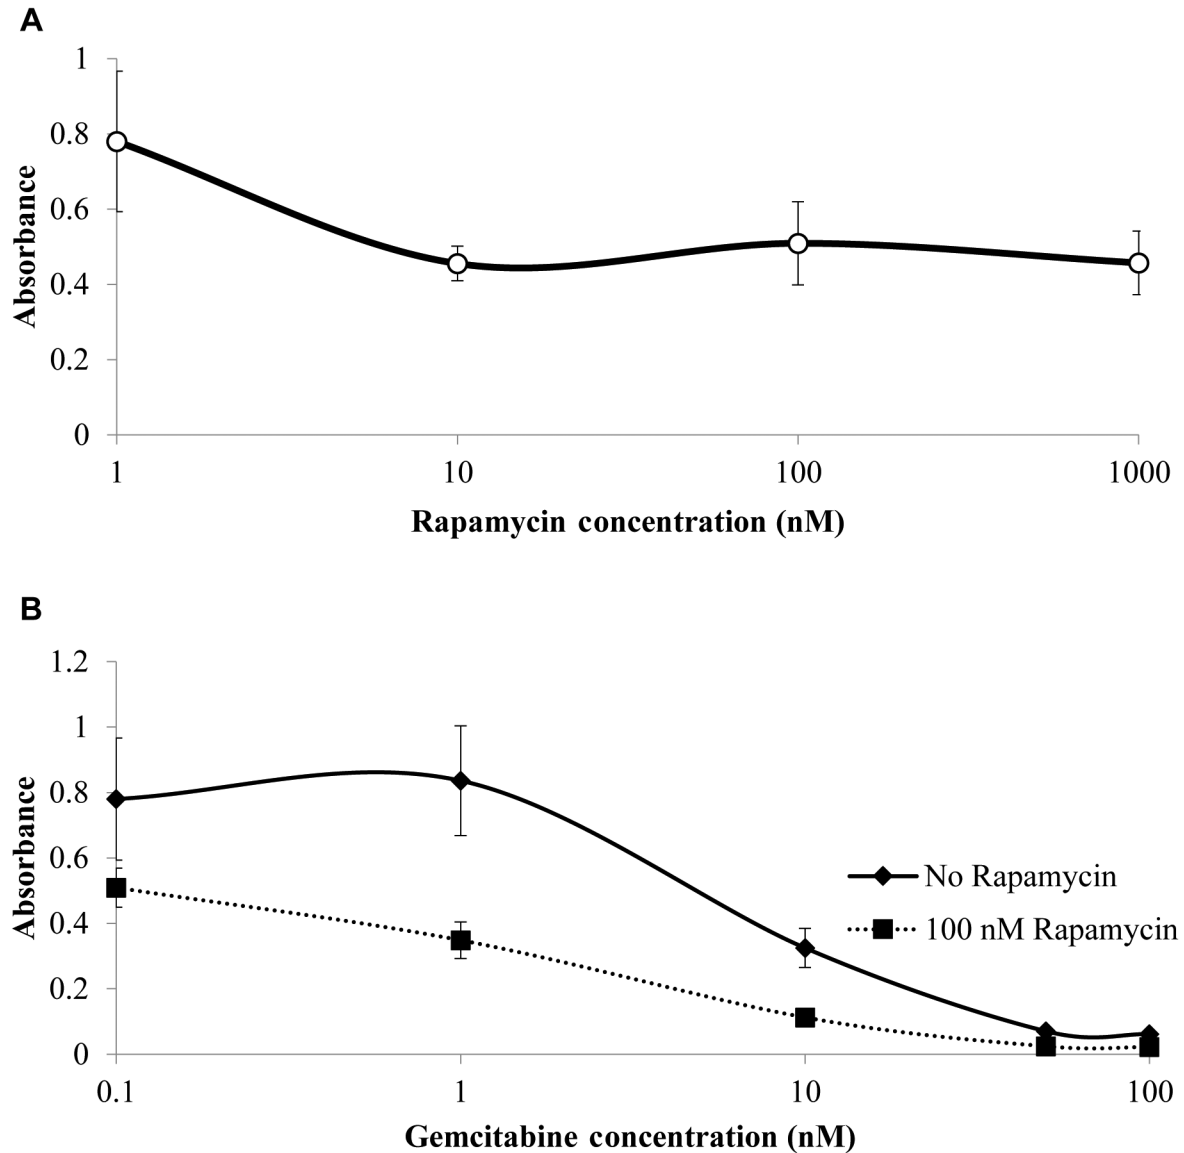 A
1
0.8
0.6
0.4
0.2
0
Absorbance
1 10 100 1000
Rapamycin concentration (nM)
B
1.2
1
0.8
0.6
0.4
0.2
0
Absorbance
No Rapamycin
100 nM Rapamycin
0.1 1 10 100
Gemcitabine concentration (nM)